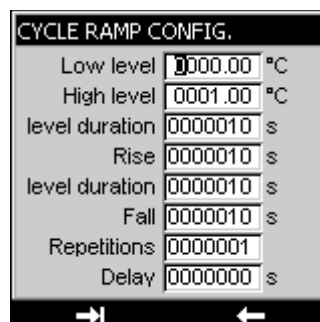 CYCLE RAMP CONFIG.
Low level 0000.00 °C
High level 0001.00 °C
level duration 0000010 s
Rise 0000010 s
level duration 0000010 s
Fall 0000010 s
Repetitions 0000001
Delay 0000000 s